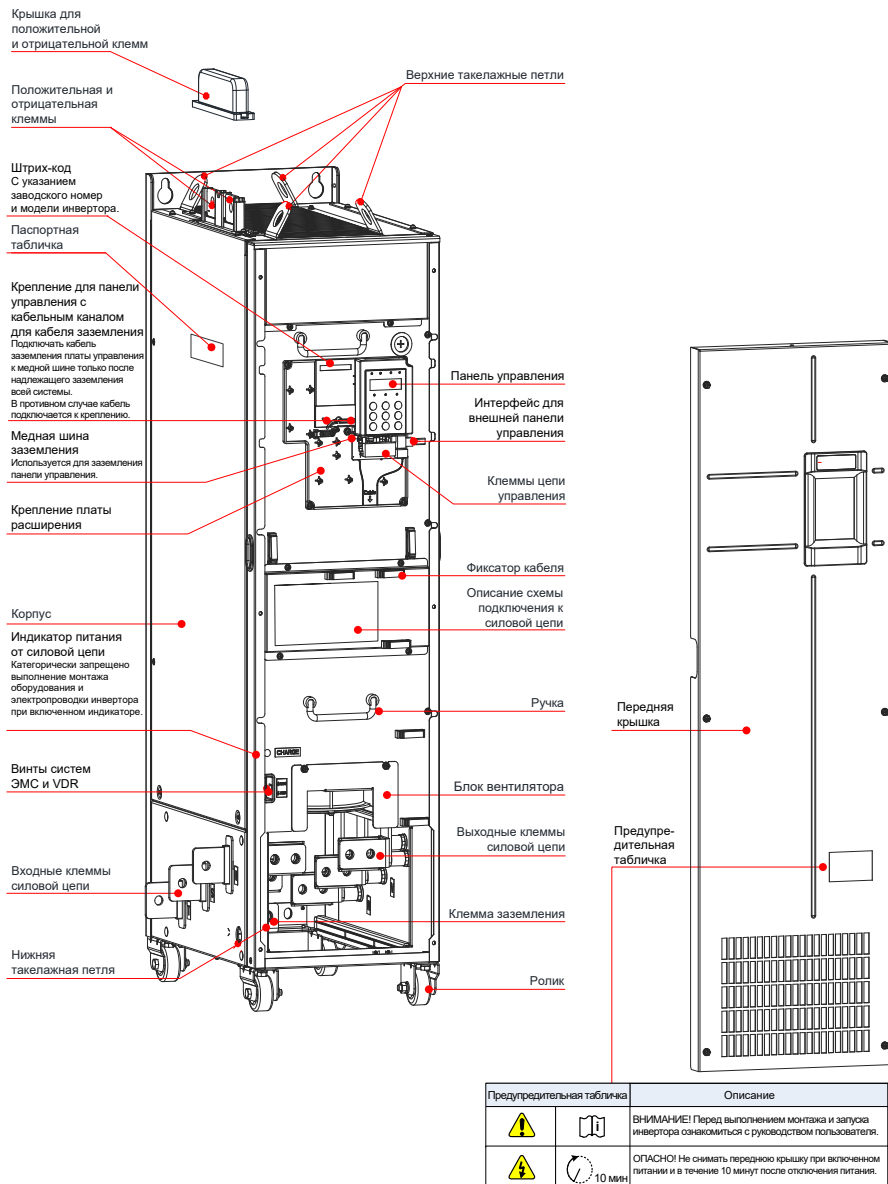 Крышка для
положительной
и отрицательной клемм
Положительная и
отрицательная
клеммы
Штрих-код
С указанием
заводского номер
и модели инвертора.
Паспортная
табличка
Крепление для панели
управления с
кабельным каналом
для кабеля заземления
Подключать кабель
заземления платы управления
к медной шине только после
надлежащего заземления
всей системы.
В противном случае кабель
подключается к креплению.
Медная шина
заземления
Используется для заземления
панели управления.
Крепление платы
расширения
Корпус
Индикатор питания
от силовой цепи
Категорически запрещено
выполнение монтажа
оборудования и
электропроводки инвертора
при включенном индикаторе.
Винты систем
ЭМС и VDR
Входные клеммы
силовой цепи
Нижняя
такелажная петля
Верхние такелажные петли
Панель управления
Интерфейс для
внешней панели
управления
Клеммы цепи
управления
Фиксатор кабеля
Описание схемы
подключения к
силовой цепи
Ручка
CHARGE
Блок вентилятора
Выходные клеммы
силовой цепи
Клемма заземления
Ролик
Передняя
крышка
Предупре-
дительная
табличка
Предупредительная табличка Описание
ВНИМАНИЕ! Перед выполнением монтажа и запуска
инвертора ознакомиться с руководством пользователя.
10 мин
ОПАСНО! Не снимать переднюю крышку при включенном
питании и в течение 10 минут после отключения питания.